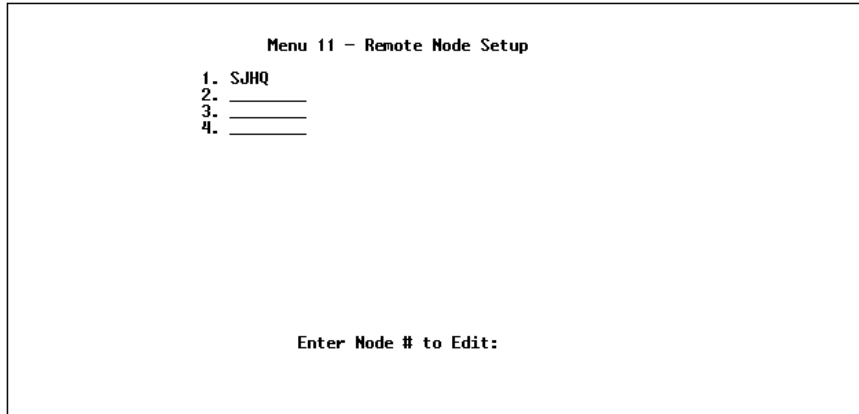 Menu 11 - Remote Node Setup
1. SJHQ
2. ________
3. ________
4. ________
Enter Node # to Edit: